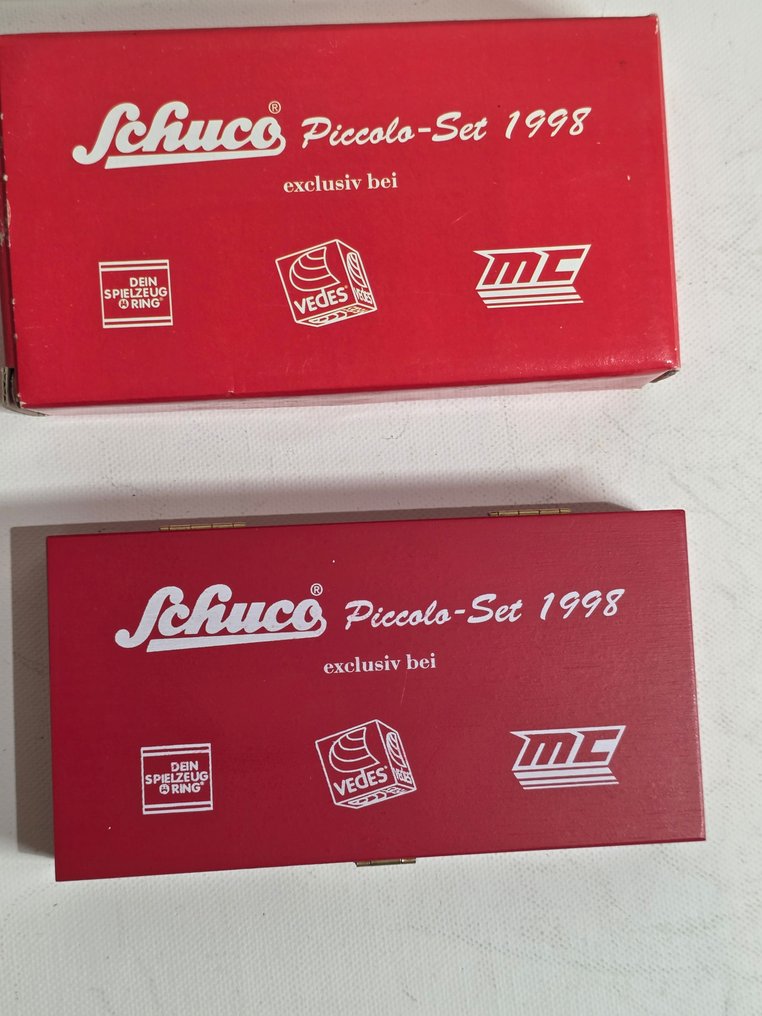 Schuco® Piccolo-Set 1998
exclusiv bei
DEIN
SPIELZEUG
RING®
VEDES®
VEDES
mc
Schuco® Piccolo-Set 1998
exclusiv bei
DEIN
SPIELZEUG
RING®
VEDES®
VEDES
mc